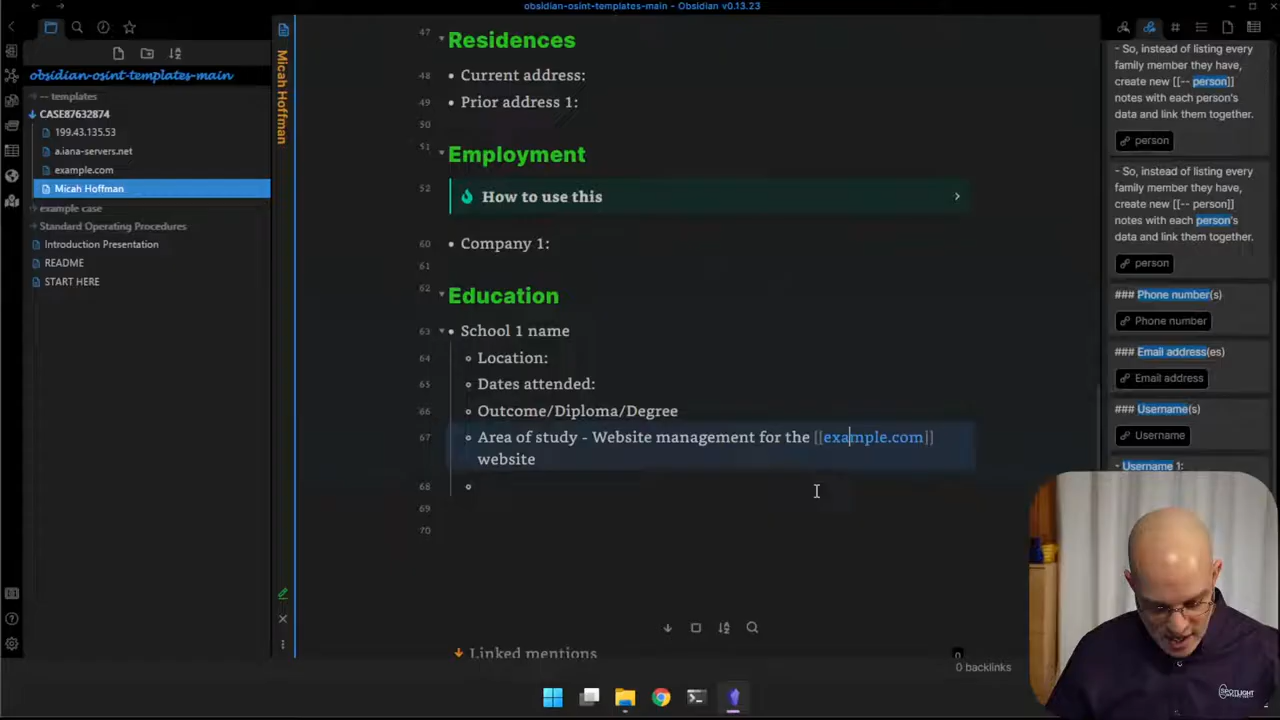 obsidian-osint-templates-main - Obsidian v0.13.23
obsidian-osint-templates-main
-- templates
CASE87632874
199.43.135.53
a.iana-servers.net
example.com
Micah Hoffman
example case
Standard Operating Procedures
Introduction Presentation
README
START HERE
Micah Hoffman
47 Residences
48 • Current address:
49 • Prior address 1:
50
51 Employment
52 How to use this
60 • Company 1:
61
62 Education
63 • School 1 name
64 Location:
65 Dates attended:
66 Outcome/Diploma/Degree
67 Area of study - Website management for the [[example.com]]
website
68
69
70
Linked mentions
0
0 backlinks
- So, instead of listing every
family member they have,
create new [[-- person]]
notes with each person's
data and link them together.
person
- So, instead of listing every
family member they have,
create new [[-- person]]
notes with each person's
data and link them together.
person
### Phone number(s)
Phone number
### Email address(es)
Email address
### Username(s)
Username
- Username 1:
SPOTLIGHT